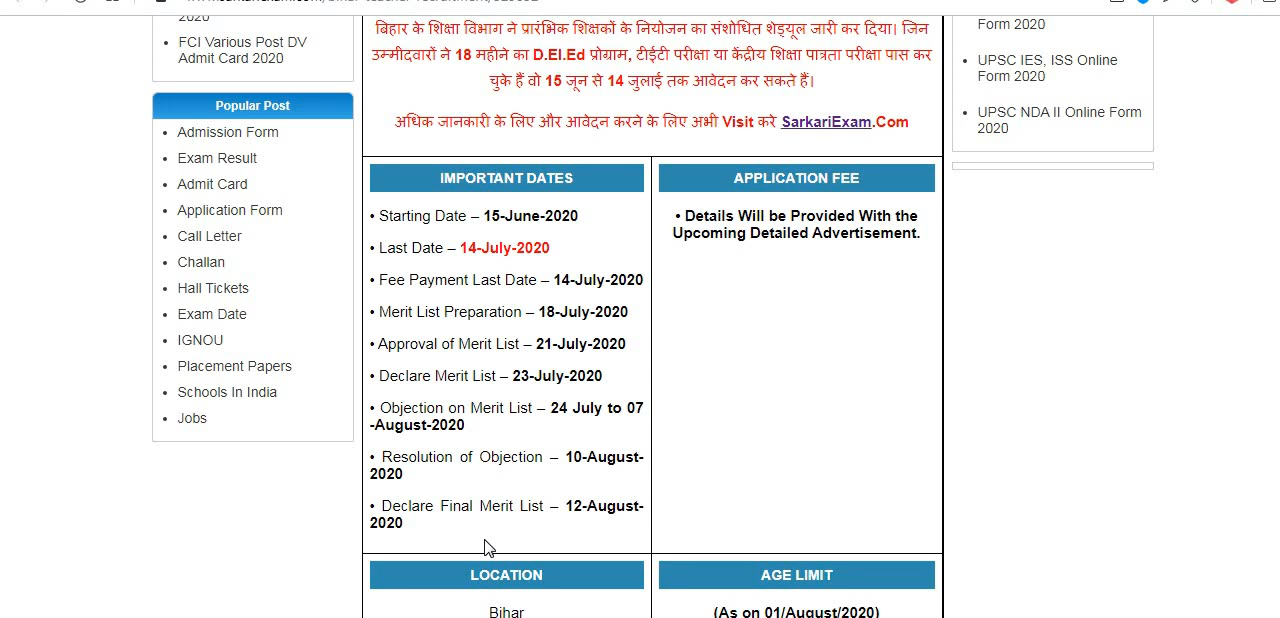 2020
FCI Various Post DV
Admit Card 2020
Popular Post
Admission Form
Exam Result
Admit Card
Application Form
Call Letter
Challan
Hall Tickets
Exam Date
IGNOU
Placement Papers
Schools In India
Jobs
बिहार के शिक्षा विभाग ने प्रारंभिक शिक्षकों के नियोजन का संशोधित शेड्यूल जारी कर दिया। जिन
उम्मीदवारों ने 18 महीने का D.El.Ed प्रोग्राम, टीईटी परीक्षा या केंद्रीय शिक्षा पात्रता परीक्षा पास कर
चुके हैं वो 15 जून से 14 जुलाई तक आवेदन कर सकते हैं।
अधिक जानकारी के लिए और आवेदन करने के लिए अभी Visit करें SarkariExam.Com
IMPORTANT DATES
• Starting Date – 15-June-2020
• Last Date – 14-July-2020
• Fee Payment Last Date – 14-July-2020
• Merit List Preparation – 18-July-2020
• Approval of Merit List – 21-July-2020
• Declare Merit List – 23-July-2020
• Objection on Merit List – 24 July to 07
-August-2020
• Resolution of Objection – 10-August-
2020
• Declare Final Merit List – 12-August-
2020
APPLICATION FEE
• Details Will be Provided With the
Upcoming Detailed Advertisement.
LOCATION
Bihar
AGE LIMIT
(As on 01/August/2020)
Form 2020
UPSC IES, ISS Online
Form 2020
UPSC NDA II Online Form
2020